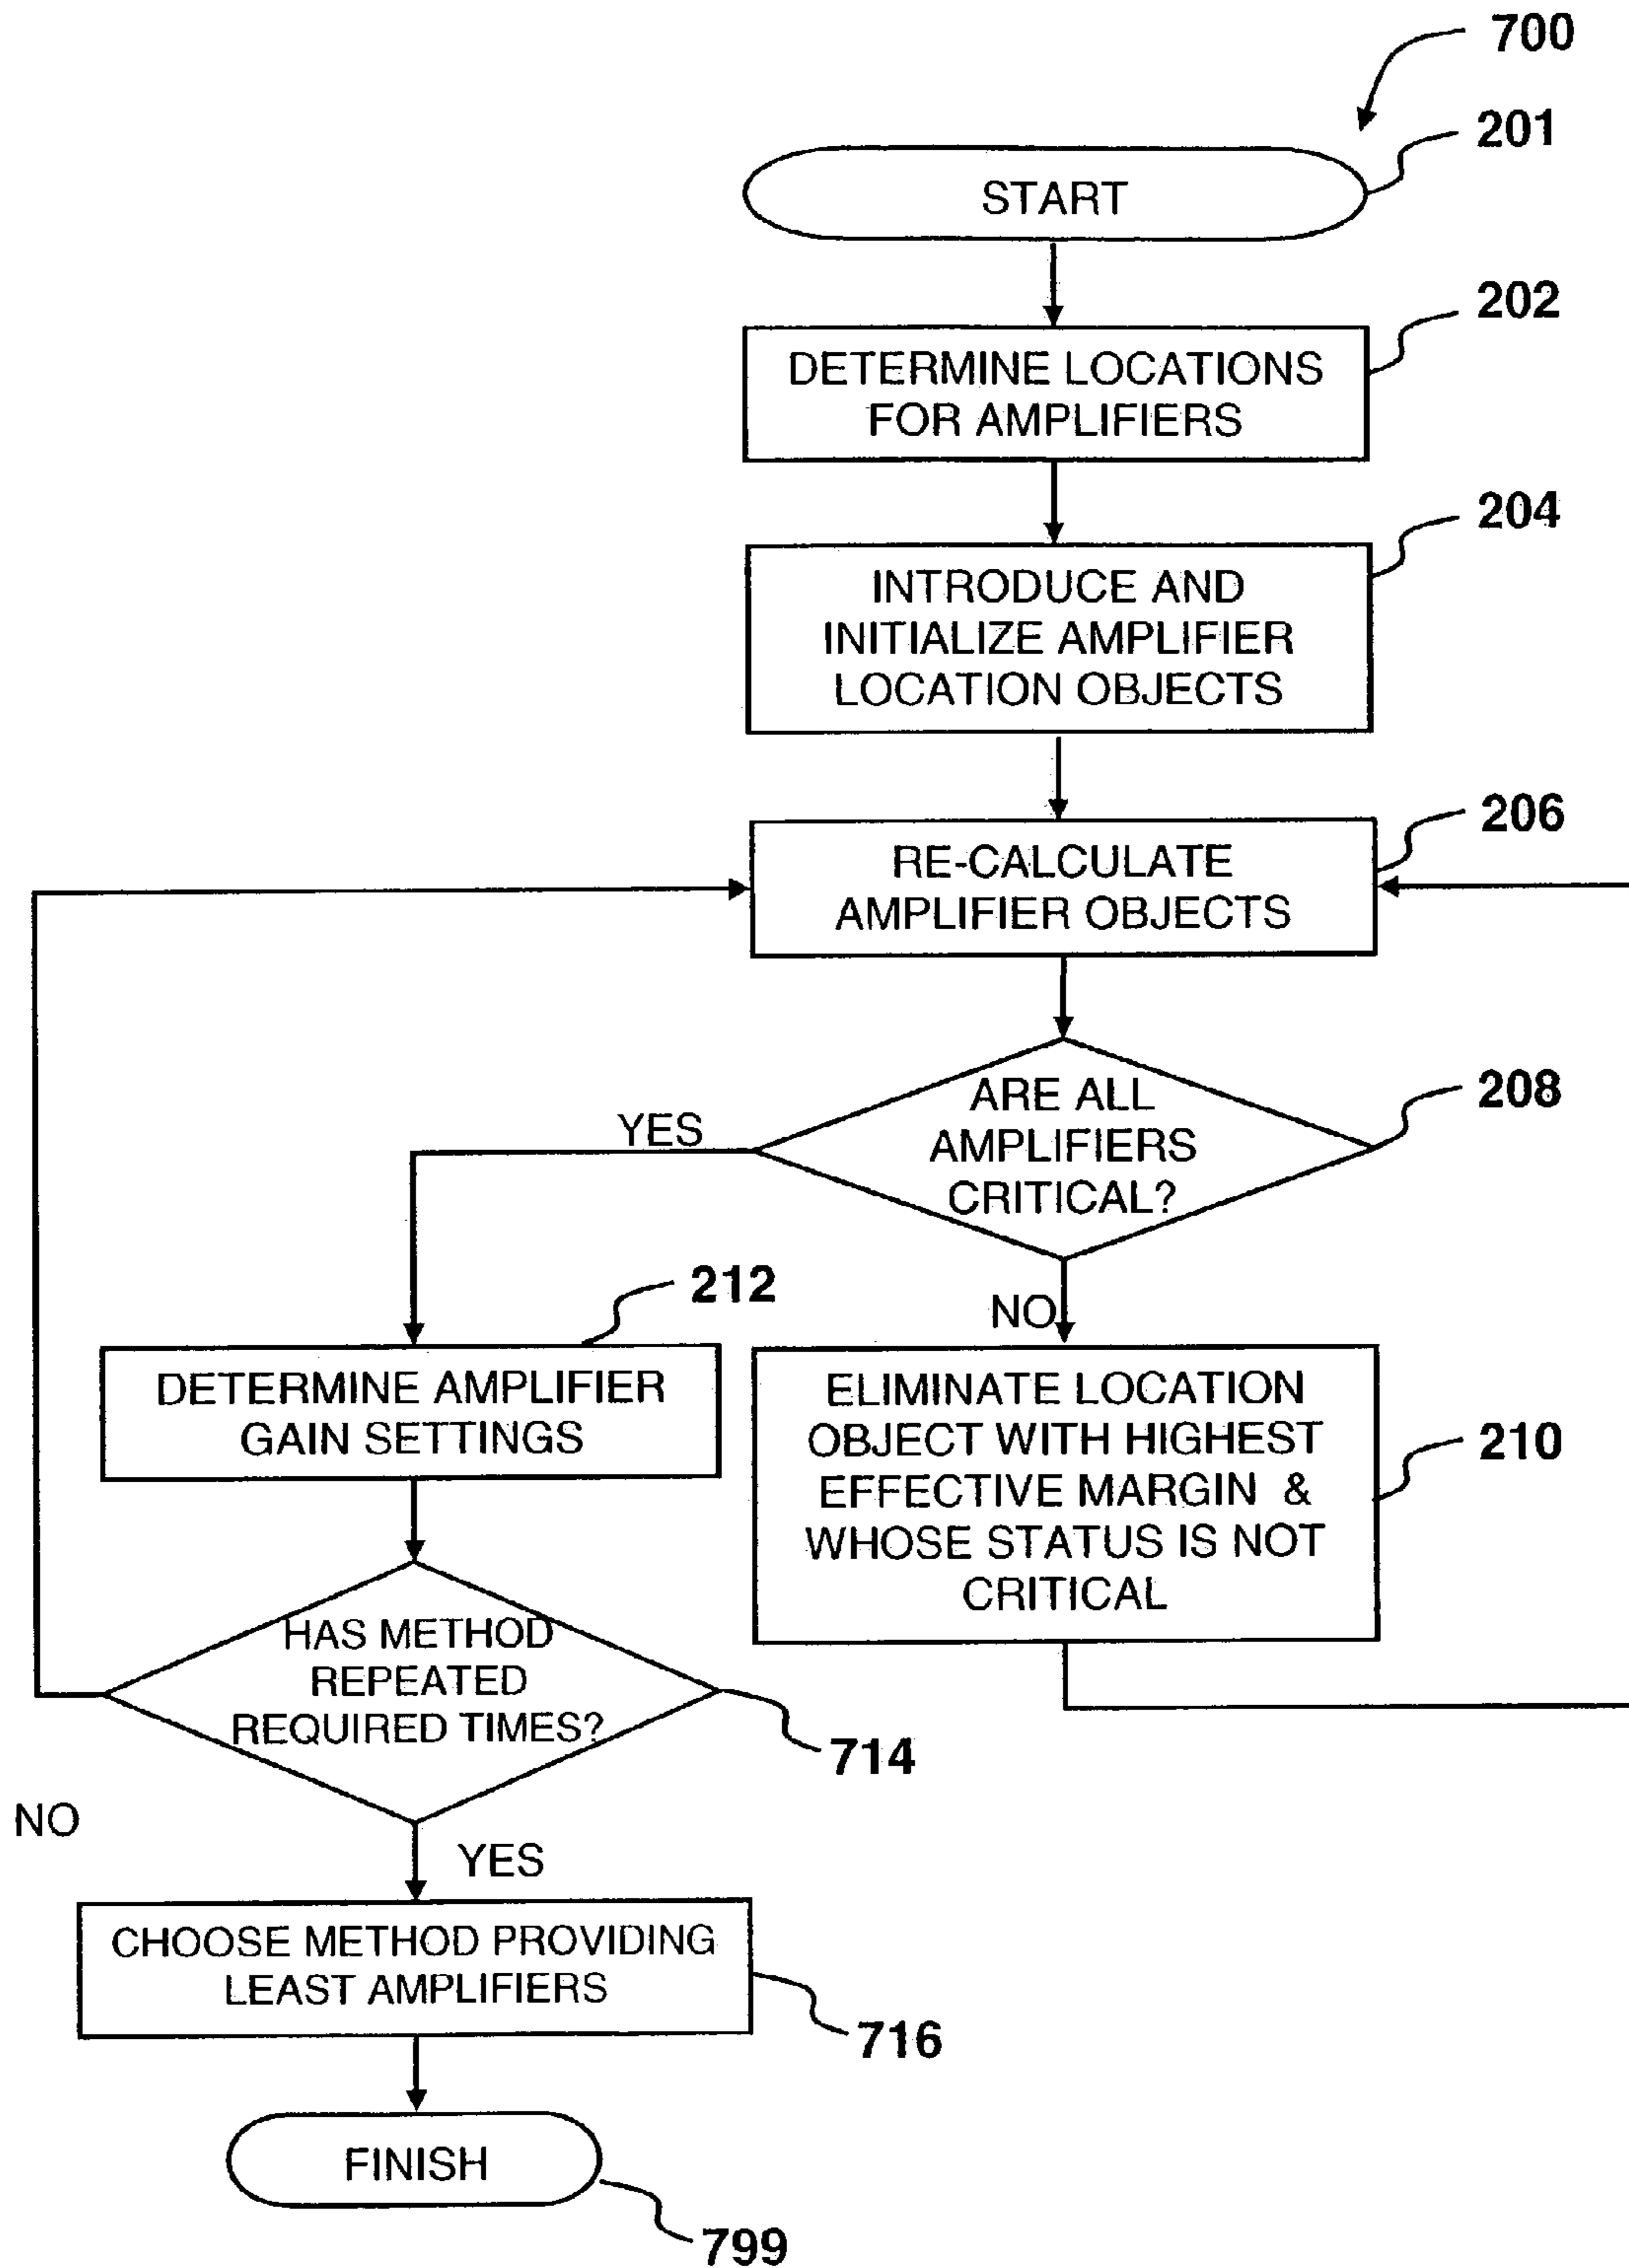 700
201
START
202
DETERMINE LOCATIONS
FOR AMPLIFIERS
204
INTRODUCE AND
INITIALIZE AMPLIFIER
LOCATION OBJECTS
206
RE-CALCULATE
AMPLIFIER OBJECTS
208
ARE ALL
AMPLIFIERS
CRITICAL?
YES
NO
212
DETERMINE AMPLIFIER
GAIN SETTINGS
210
ELIMINATE LOCATION
OBJECT WITH HIGHEST
EFFECTIVE MARGIN &
WHOSE STATUS IS NOT
CRITICAL
HAS METHOD
REPEATED
REQUIRED TIMES?
714
NO
YES
CHOOSE METHOD PROVIDING
LEAST AMPLIFIERS
716
FINISH
799